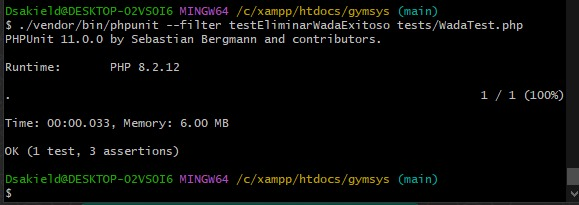 Dsakield@DESKTOP-O2VSOI6 MINGW64 /c/xampp/htdocs/gymsys (main)
$ ./vendor/bin/phpunit --filter testEliminarWadaExitoso tests/WadaTest.php
PHPUnit 11.0.0 by Sebastian Bergmann and contributors.
Runtime:       PHP 8.2.12
.                                                                   1 / 1 (100%)
Time: 00:00.033, Memory: 6.00 MB
OK (1 test, 3 assertions)
Dsakield@DESKTOP-O2VSOI6 MINGW64 /c/xampp/htdocs/gymsys (main)
$